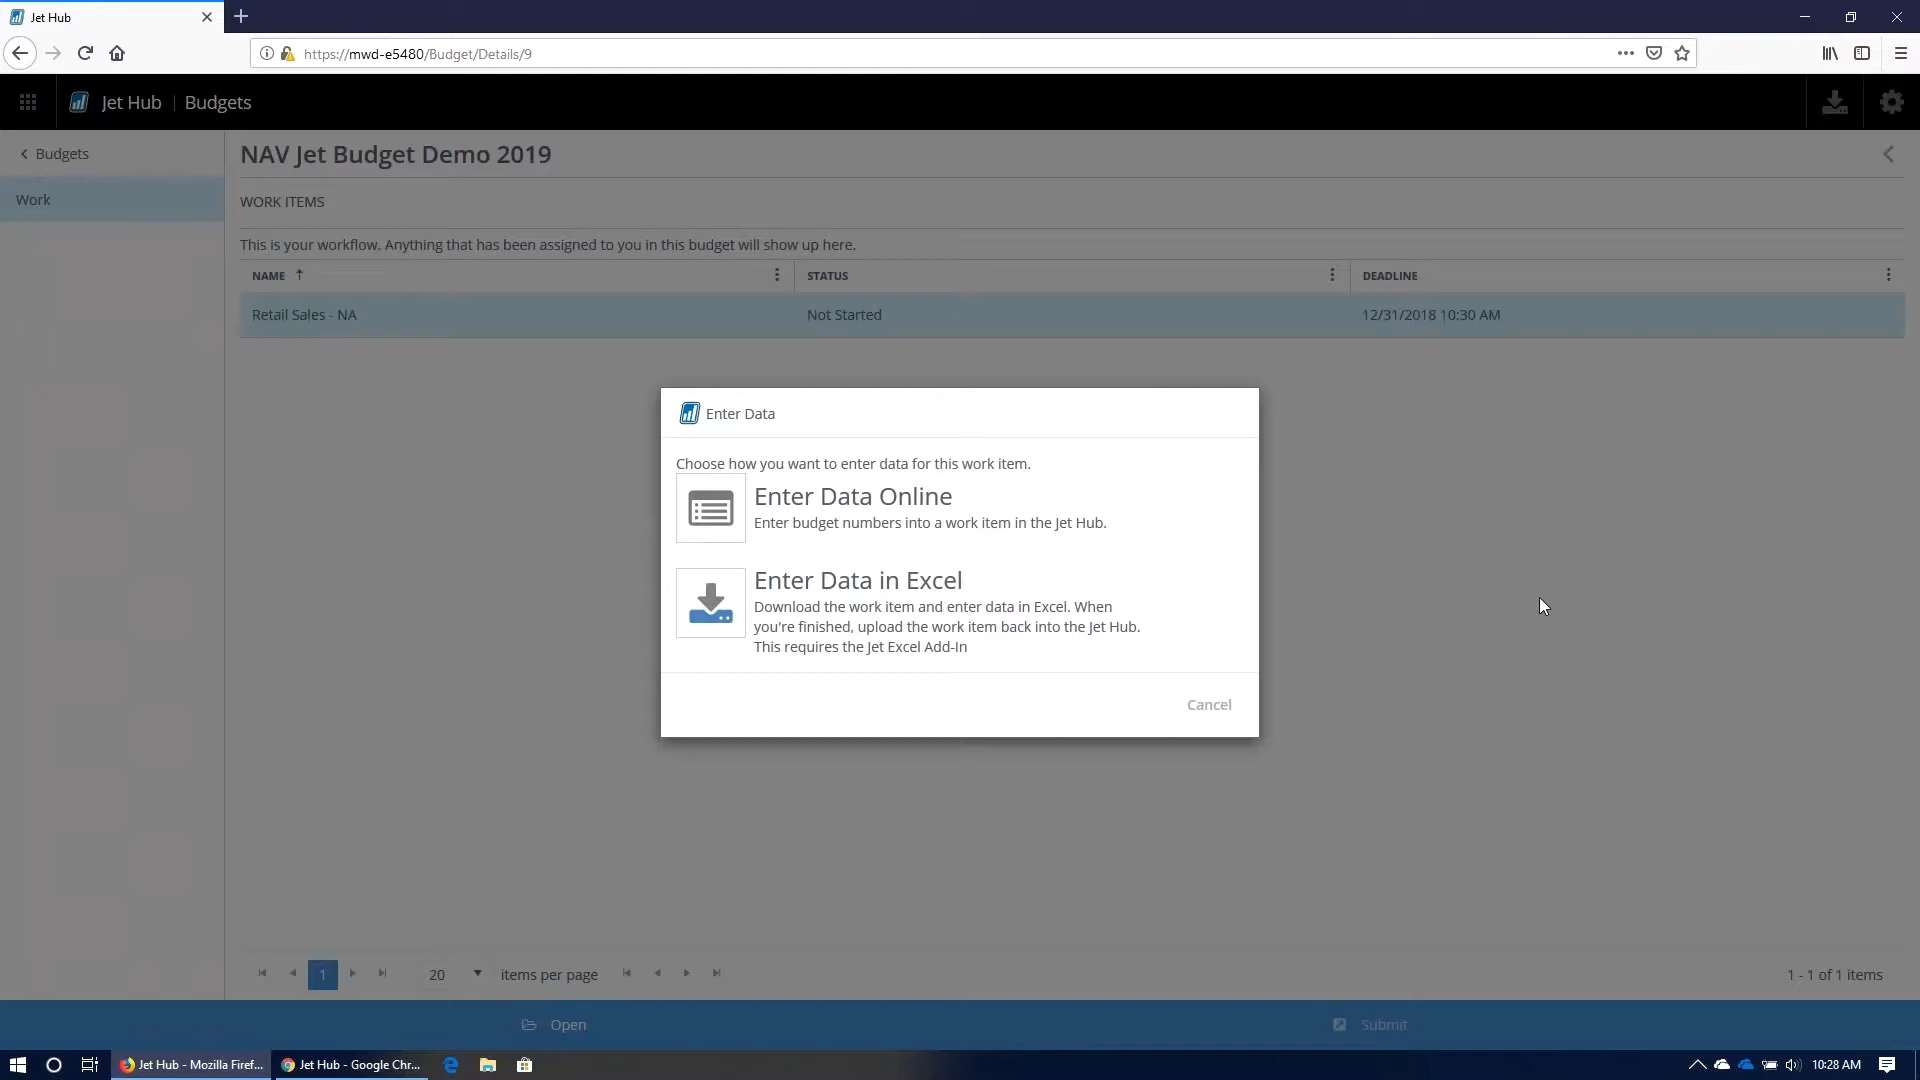 Jet Hub
https://mwd-e5480/Budget/Details/9
Jet Hub | Budgets
Budgets
NAV Jet Budget Demo 2019
Work
WORK ITEMS
This is your workflow. Anything that has been assigned to you in this budget will show up here.
NAME STATUS DEADLINE
Retail Sales - NA Not Started 12/31/2018 10:30 AM
Enter Data
Choose how you want to enter data for this work item.
Enter Data Online
Enter budget numbers into a work item in the Jet Hub.
Enter Data in Excel
Download the work item and enter data in Excel. When
you're finished, upload the work item back into the Jet Hub.
This requires the Jet Excel Add-In
Cancel
1 20 items per page 1 - 1 of 1 items
Open Submit
Jet Hub - Mozilla Firef... Jet Hub - Google Chr... 10:28 AM